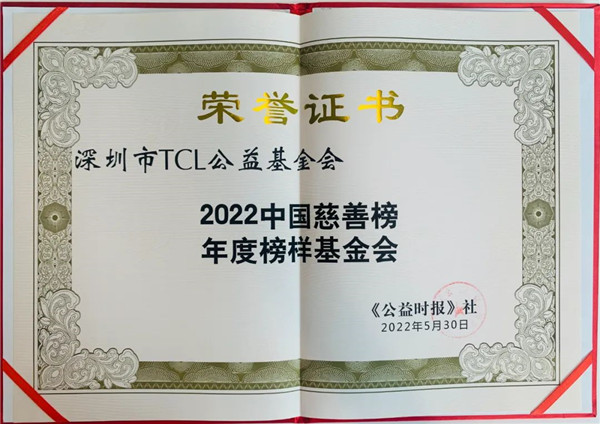 荣誉证书
深圳市TCL公益基金会
2022中国慈善榜
年度榜样基金会
《公益时报》社
2022年5月30日